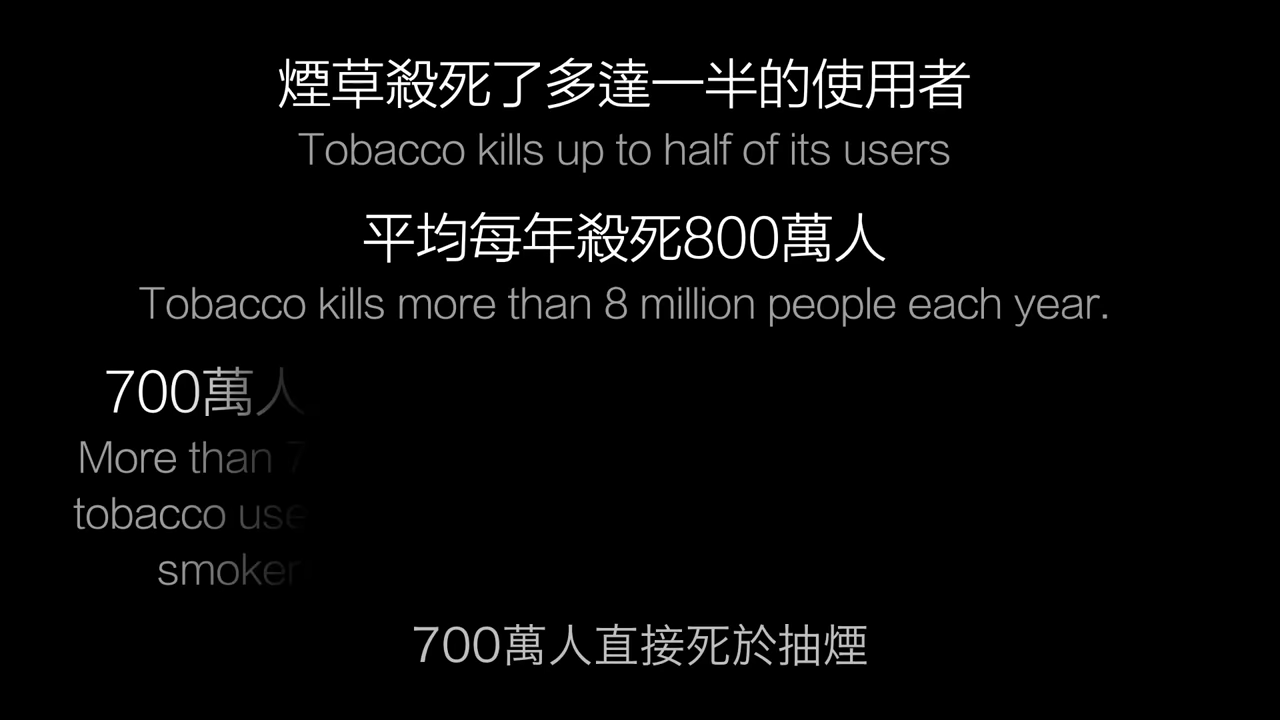 煙草殺死了多達一半的使用者
Tobacco kills up to half of its users
平均每年殺死800萬人
Tobacco kills more than 8 million people each year.
700萬人
More than 7
tobacco use
smoker
700萬人直接死於抽煙